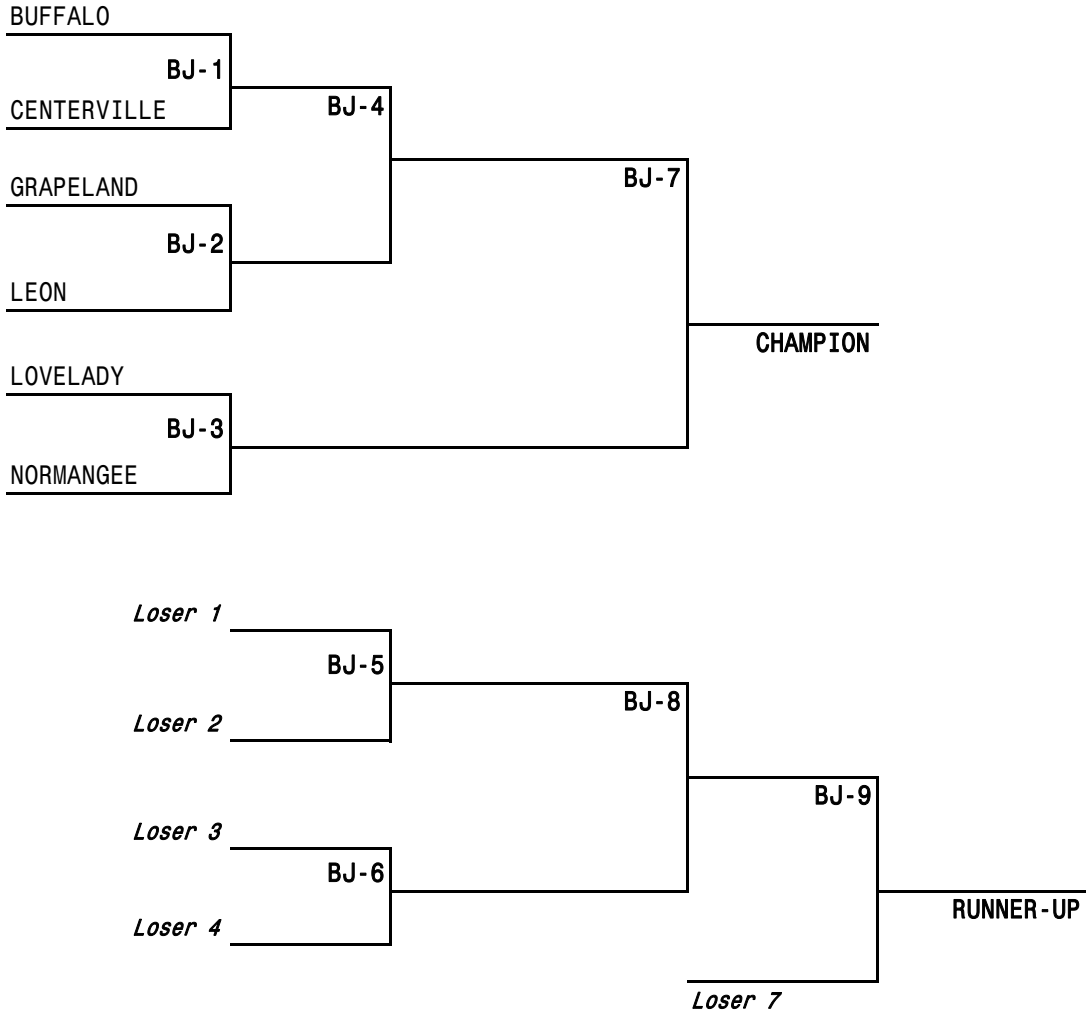 BUFFALO
BJ-1
CENTERVILLE
BJ-4
GRAPELAND
BJ-7
BJ-2
LEON
CHAMPION
LOVELADY
BJ-3
NORMANGEE
Loser 1
BJ-5
Loser 2
BJ-8
BJ-9
Loser 3
BJ-6
Loser 4
RUNNER-UP
Loser 7